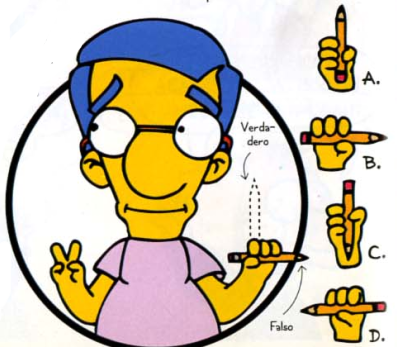 A.
Verda-
dero
B.
C.
Falso
D.